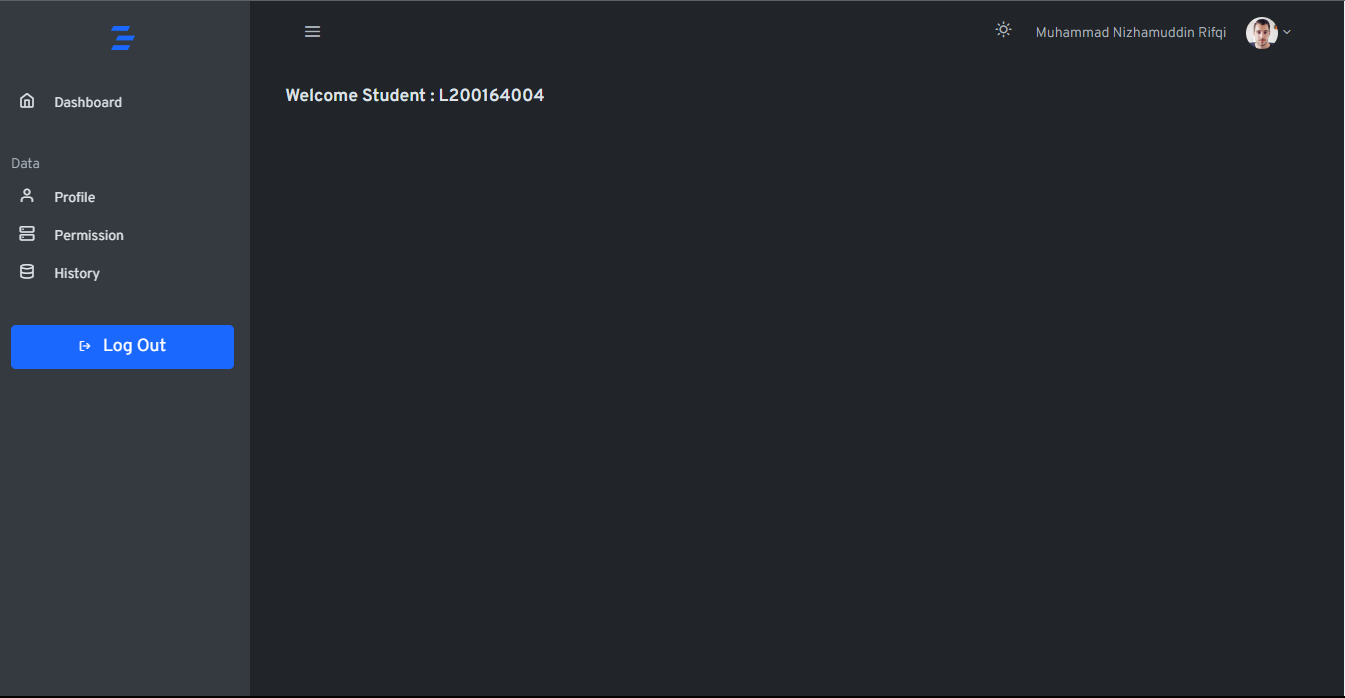 Muhammad Nizhamuddin Rifqi
Dashboard
Data
Profile
Permission
History
Log Out
Welcome Student : L200164004